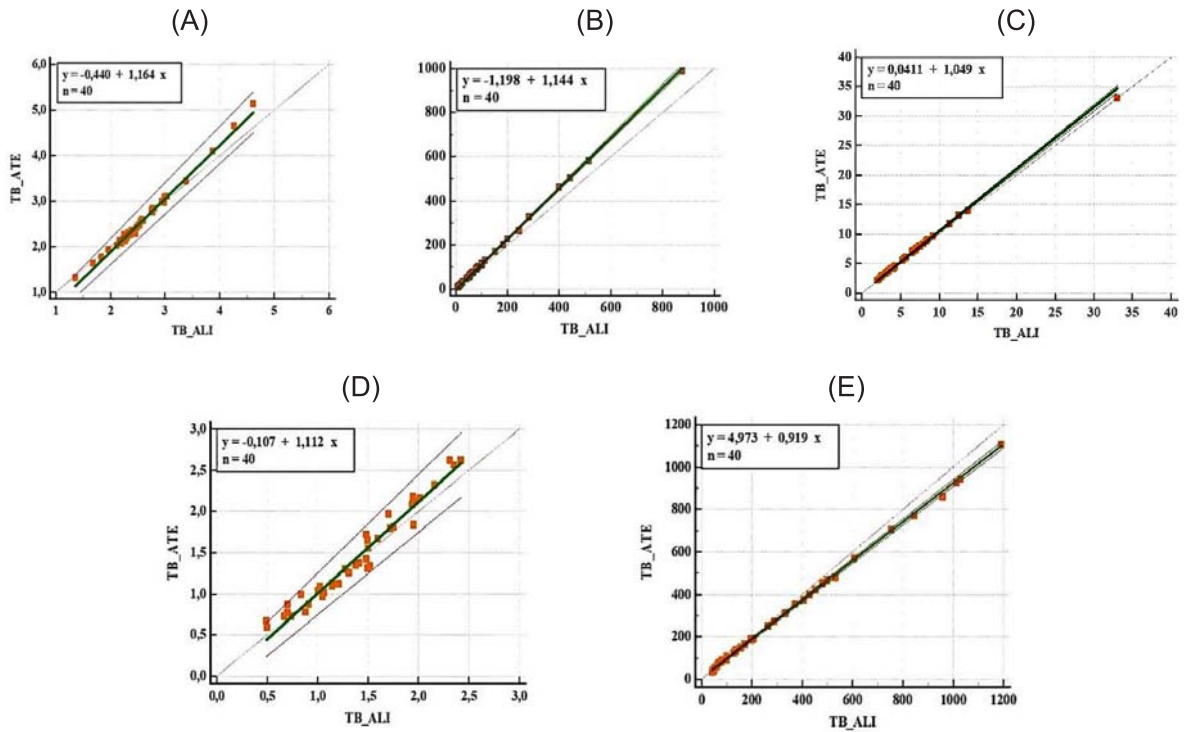 (A)
y = -0,440 + 1,164 x
n = 40
TB_ATE
6,0
5,0
4,0
3,0
2,0
1,0
1 2 3 4 5 6
TB_ALI
(B)
y = -1,198 + 1,144 x
n = 40
TB_ATE
1000
800
600
400
200
0
0 200 400 600 800 1000
TB_ALI
(C)
y = 0,0411 + 1,049 x
n = 40
TB_ATE
40
35
30
25
20
15
10
5
0
0 5 10 15 20 25 30 35 40
TB_ALI
(D)
y = -0,107 + 1,112 x
n = 40
TB_ATE
3,0
2,5
2,0
1,5
1,0
0,5
0,0
0,0 0,5 1,0 1,5 2,0 2,5 3,0
TB_ALI
(E)
y = 4,973 + 0,919 x
n = 40
TB_ATE
1200
1000
800
600
400
200
0
0 200 400 600 800 1000 1200
TB_ALI